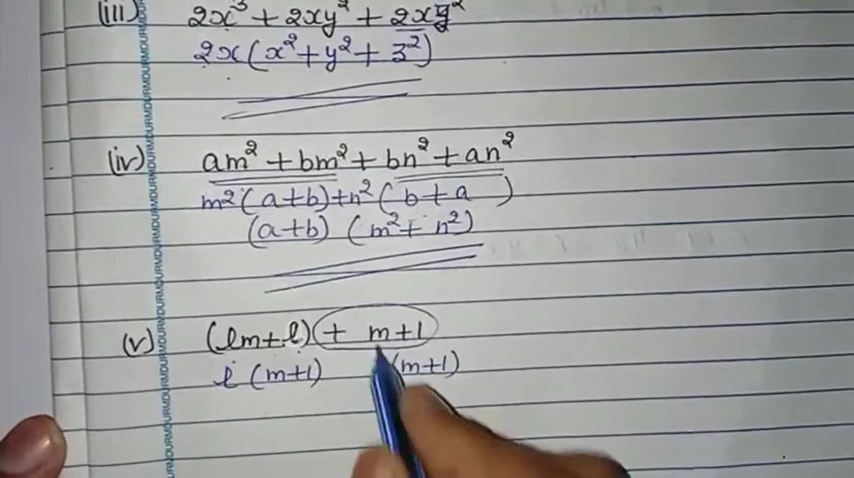 (iii) 2x³ + 2xy² + 2xz²
2x(x² + y² + 3²)
(iv) am² + bm² + bn² + an²
m²(a+b)+n²(b+a)
(a+b) (m²+ n²)
(v) (lm+l)(+ m+1
l (m+1) (m+1)